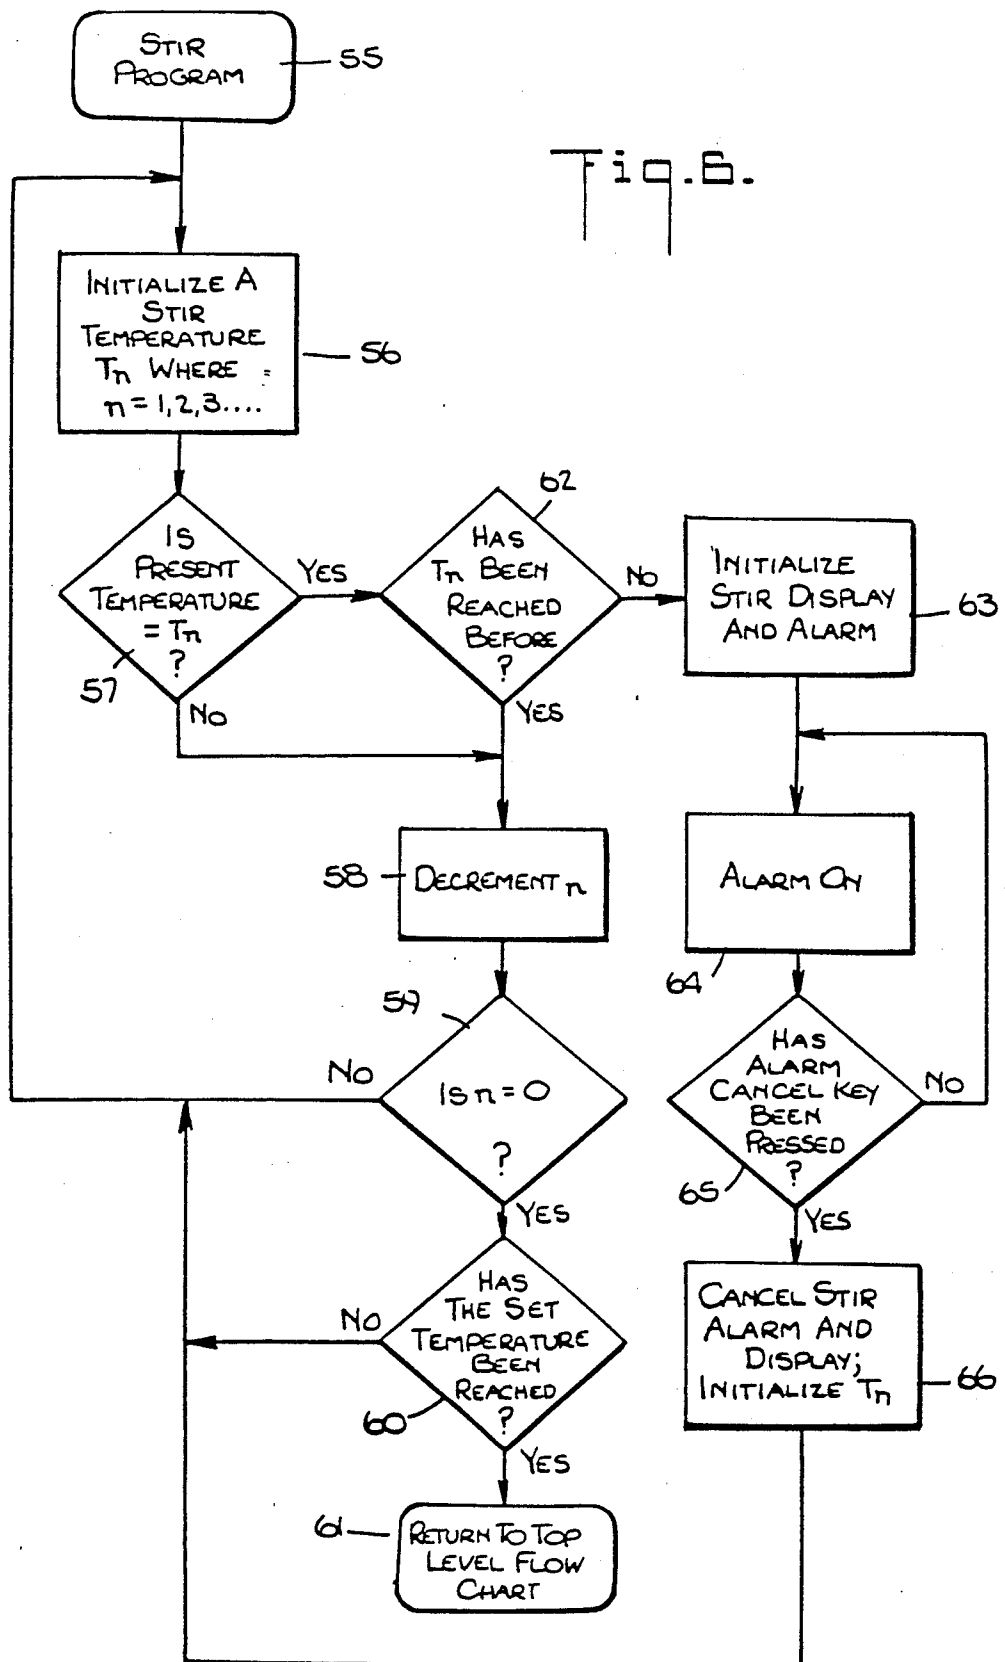 STIR
PROGRAM
55
Fig.6.
INITIALIZE A
STIR
TEMPERATURE
Tn WHERE
n = 1,2,3....
56
IS
PRESENT
TEMPERATURE
= Tn
?
57
YES
NO
62
HAS
Tn BEEN
REACHED
BEFORE
?
NO
YES
INITIALIZE
STIR DISPLAY
AND ALARM
63
58
DECREMENT n
ALARM ON
64
59
NO
IS n = 0
?
YES
HAS
ALARM
CANCEL KEY
BEEN
PRESSED
?
NO
65
YES
HAS
THE SET
TEMPERATURE
BEEN
REACHED
?
NO
60
YES
CANCEL STIR
ALARM AND
DISPLAY;
INITIALIZE Tn
66
61
RETURN TO TOP
LEVEL FLOW
CHART